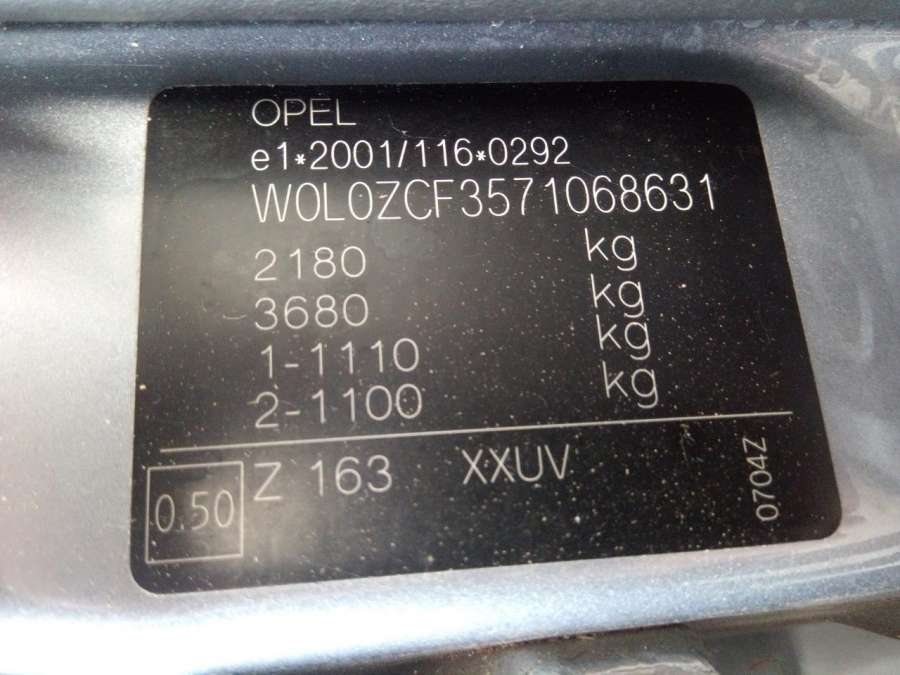 OPEL
e1*2001/116*0292
W0L0ZCF3571068631
2180 kg
3680 kg
1-1110 kg
2-1100 kg
0.50 Z 163 XXUV
0704Z